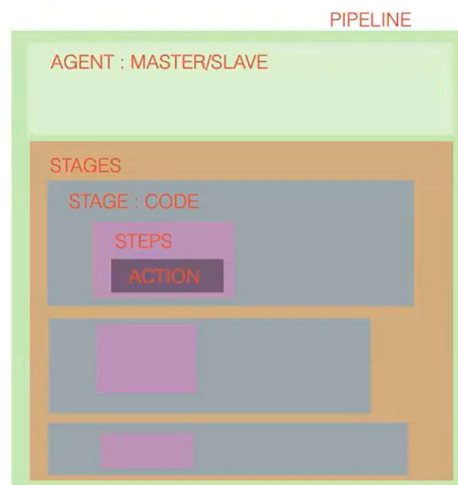 PIPELINE
AGENT : MASTER/SLAVE
STAGES
STAGE : CODE
STEPS
ACTION